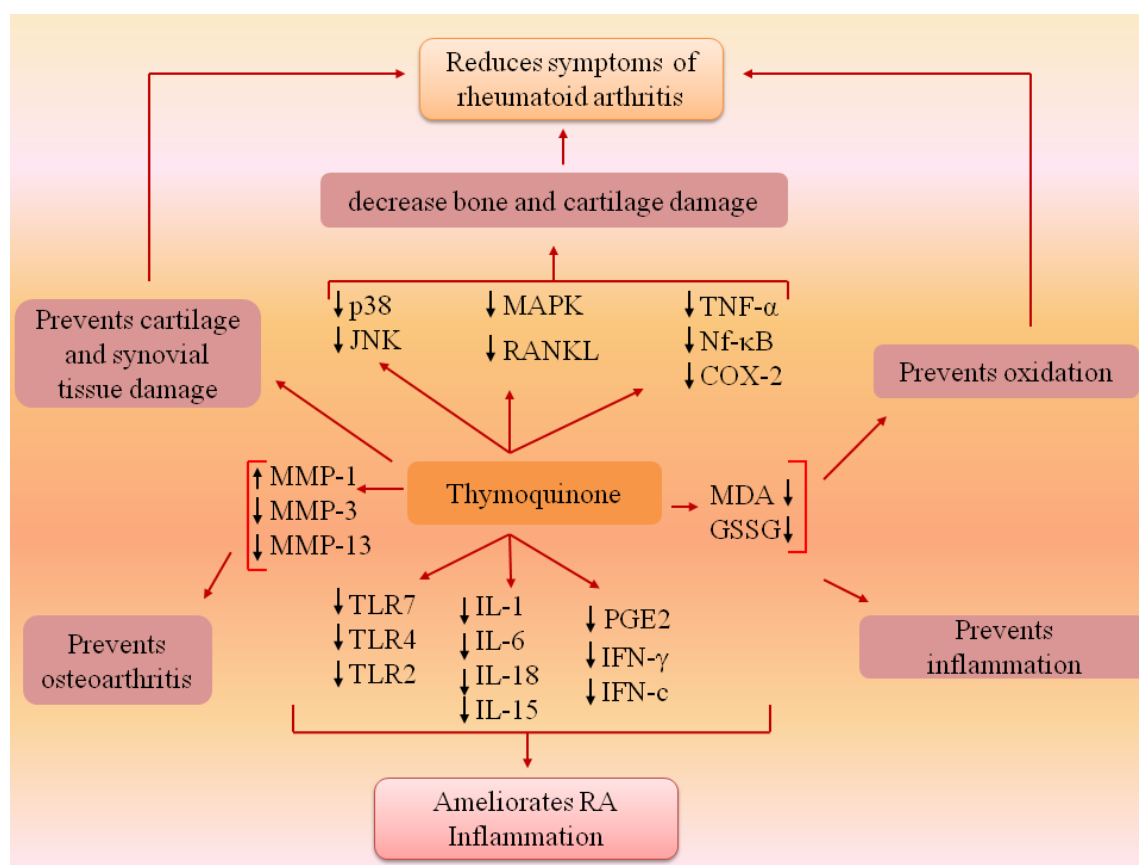 Reduces symptoms of
rheumatoid arthritis
decrease bone and cartilage damage
↓p38
↓JNK
↓MAPK
↓RANKL
↓TNF-α
↓Nf-κB
↓COX-2
Prevents cartilage
and synovial
tissue damage
Prevents oxidation
↑MMP-1
↓MMP-3
↓MMP-13
Thymoquinone
MDA↓
GSSG↓
↓TLR7
↓TLR4
↓TLR2
↓IL-1
↓IL-6
↓IL-18
↓IL-15
↓PGE2
↓IFN-γ
↓IFN-c
Prevents
osteoarthritis
Prevents
inflammation
Ameliorates RA
Inflammation